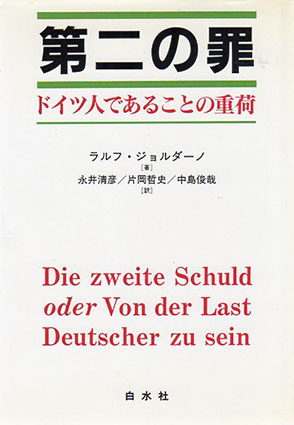 第二の罪
ドイツ人であることの重荷
ラルフ・ジョルダーノ
[著]
永井清彦／片岡哲史／中島俊哉
[訳]
Die zweite Schuld
oder Von der Last
Deutscher zu sein
白水社